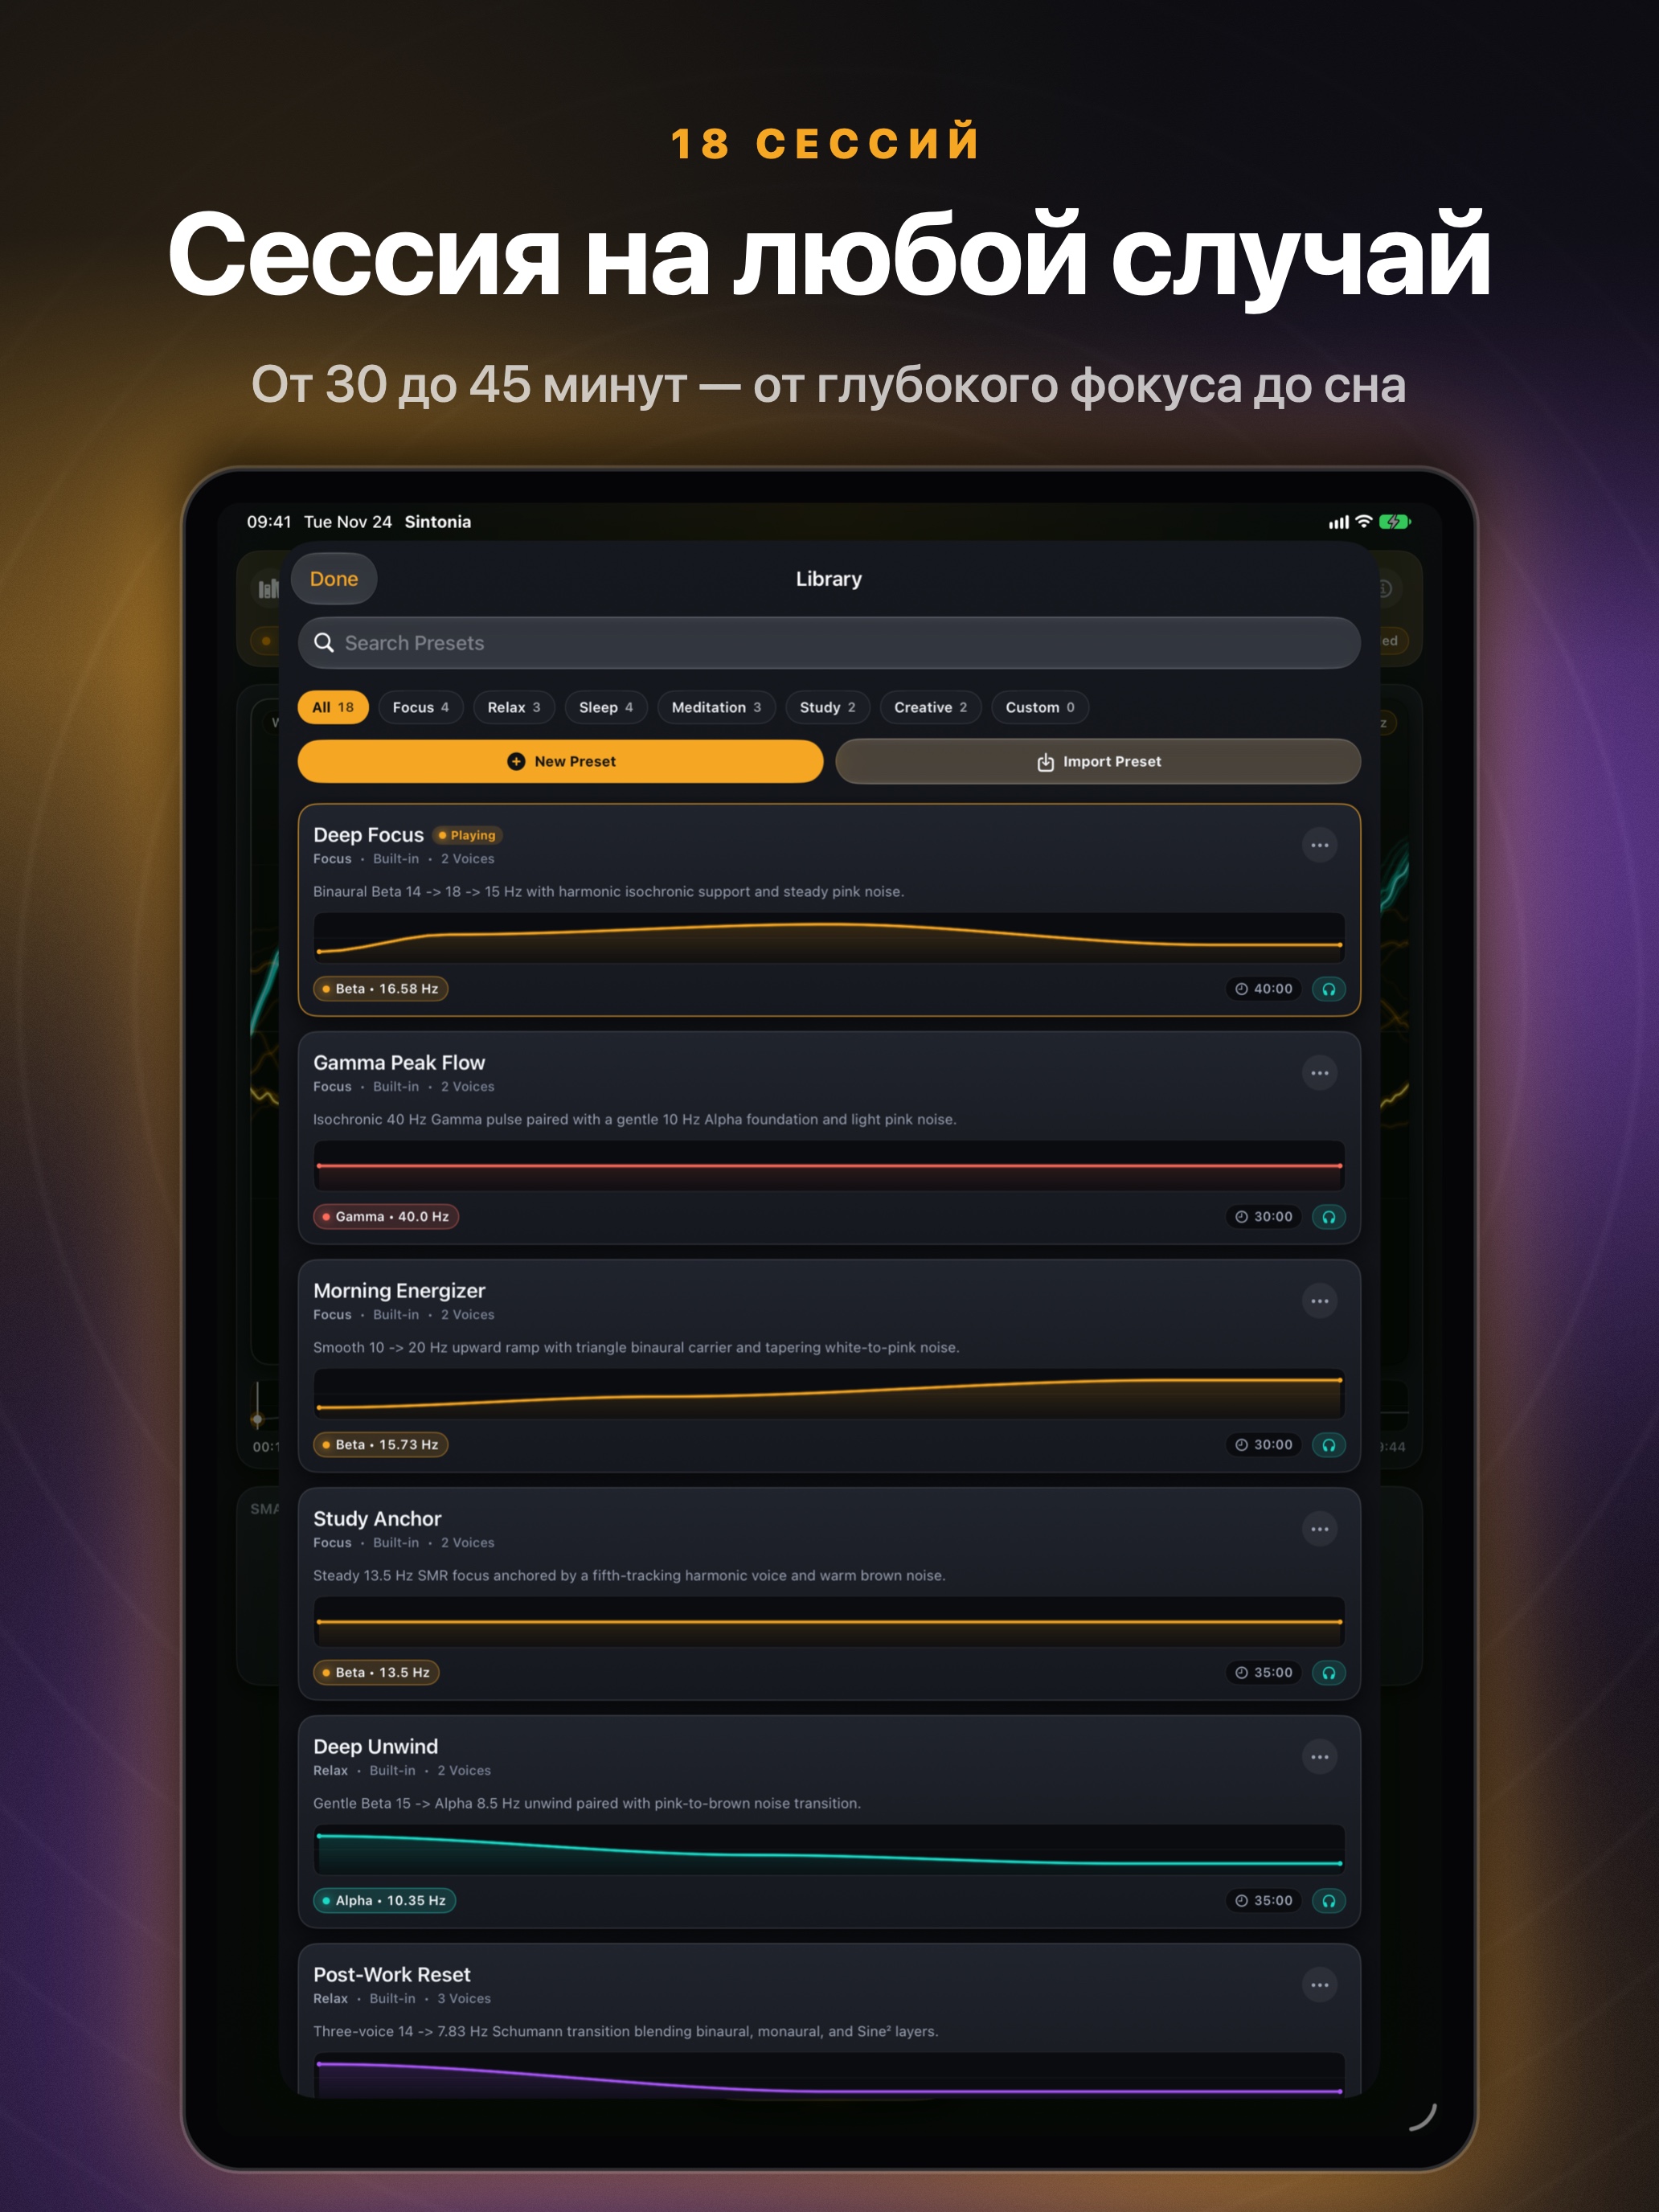 18 СЕССИЙ
Сессия на любой случай
От 30 до 45 минут — от глубокого фокуса до сна
09:41 Tue Nov 24 Sintonia
Done
Library
Search Presets
All 18 Focus 4 Relax 3 Sleep 4 Meditation 3 Study 2 Creative 2 Custom 0
New Preset
Import Preset
Deep Focus Playing
Focus • Built-in • 2 Voices
Binaural Beta 14 -> 18 -> 15 Hz with harmonic isochronic support and steady pink noise.
Beta • 16.58 Hz
40:00
Gamma Peak Flow
Focus • Built-in • 2 Voices
Isochronic 40 Hz Gamma pulse paired with a gentle 10 Hz Alpha foundation and light pink noise.
Gamma • 40.0 Hz
30:00
Morning Energizer
Focus • Built-in • 2 Voices
Smooth 10 -> 20 Hz upward ramp with triangle binaural carrier and tapering white-to-pink noise.
Beta • 15.73 Hz
30:00
Study Anchor
Focus • Built-in • 2 Voices
Steady 13.5 Hz SMR focus anchored by a fifth-tracking harmonic voice and warm brown noise.
Beta • 13.5 Hz
35:00
Deep Unwind
Relax • Built-in • 2 Voices
Gentle Beta 15 -> Alpha 8.5 Hz unwind paired with pink-to-brown noise transition.
Alpha • 10.35 Hz
35:00
Post-Work Reset
Relax • Built-in • 3 Voices
Three-voice 14 -> 7.83 Hz Schumann transition blending binaural, monaural, and Sine² layers.